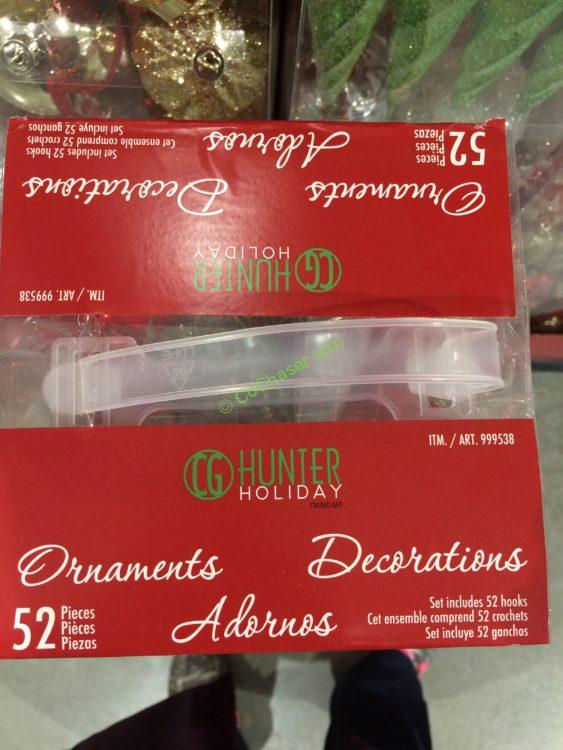 52 Pieces
Pièces
Piezas
Ornaments
Adornos
Decorations
Set includes 52 hooks
Cet ensemble comprend 52 crochets
Set incluye 52 ganchos
CG HUNTER
HOLIDAY
ITM. / ART. 999538
© CoChaser.com
ITM. / ART. 999538
CG HUNTER
HOLIDAY
TM/MC/MR
Ornaments
Decorations
Adornos
52 Pieces
Pièces
Piezas
Set includes 52 hooks
Cet ensemble comprend 52 crochets
Set incluye 52 ganchos